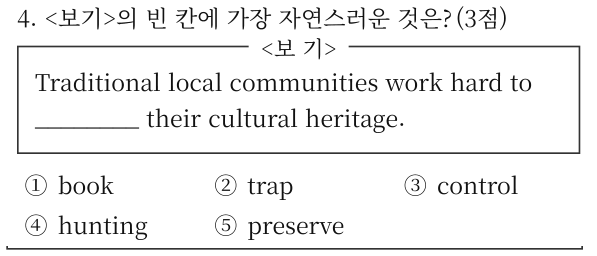 4. <보기>의 빈 칸에 가장 자연스러운 것은?(3점)
<보 기>
Traditional local communities work hard to
_________ their cultural heritage.
① book ② trap ③ control
④ hunting ⑤ preserve